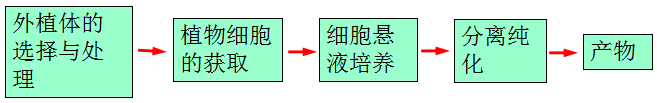 外植体的
选择与处
理
植物细胞
的获取
细胞悬
液培养
分离纯
化
产物